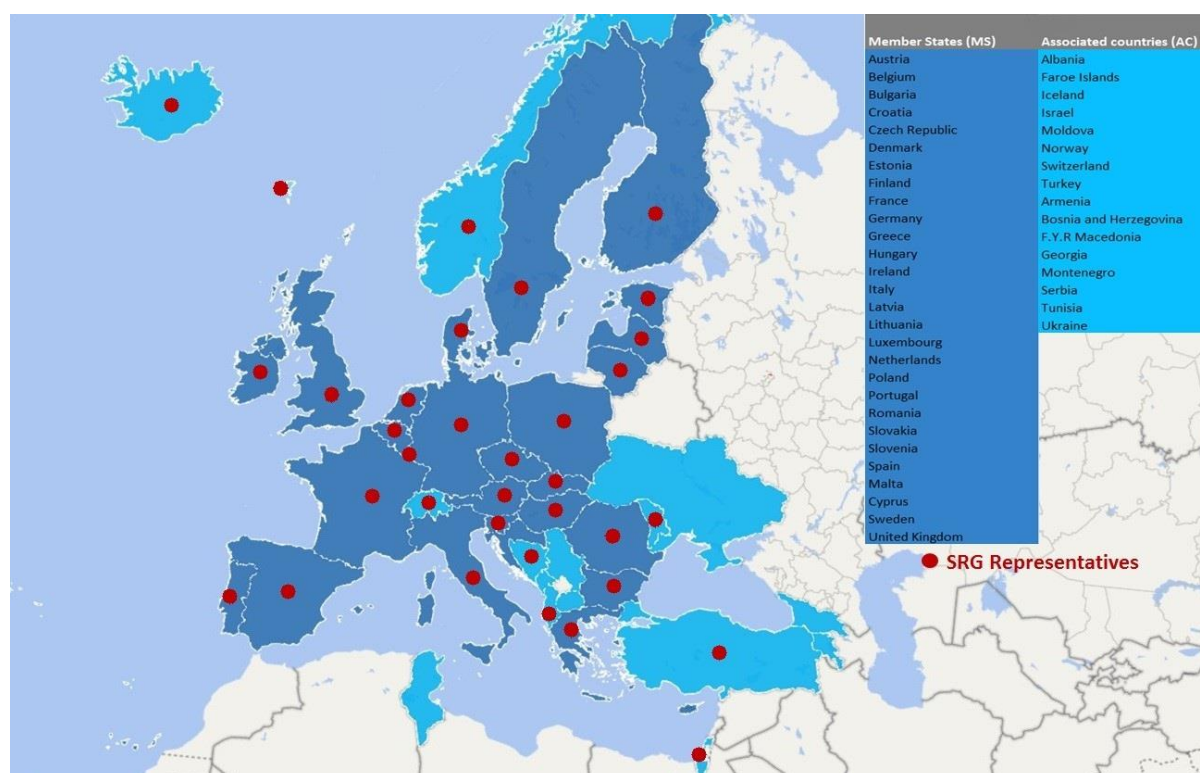 Member States (MS)
Austria
Belgium
Bulgaria
Croatia
Czech Republic
Denmark
Estonia
Finland
France
Germany
Greece
Hungary
Ireland
Italy
Latvia
Lithuania
Luxembourg
Netherlands
Poland
Portugal
Romania
Slovakia
Slovenia
Spain
Malta
Cyprus
Sweden
United Kingdom
Associated countries (AC)
Albania
Faroe Islands
Iceland
Israel
Moldova
Norway
Switzerland
Turkey
Armenia
Bosnia and Herzegovina
F.Y.R Macedonia
Georgia
Montenegro
Serbia
Tunisia
Ukraine
SRG Representatives